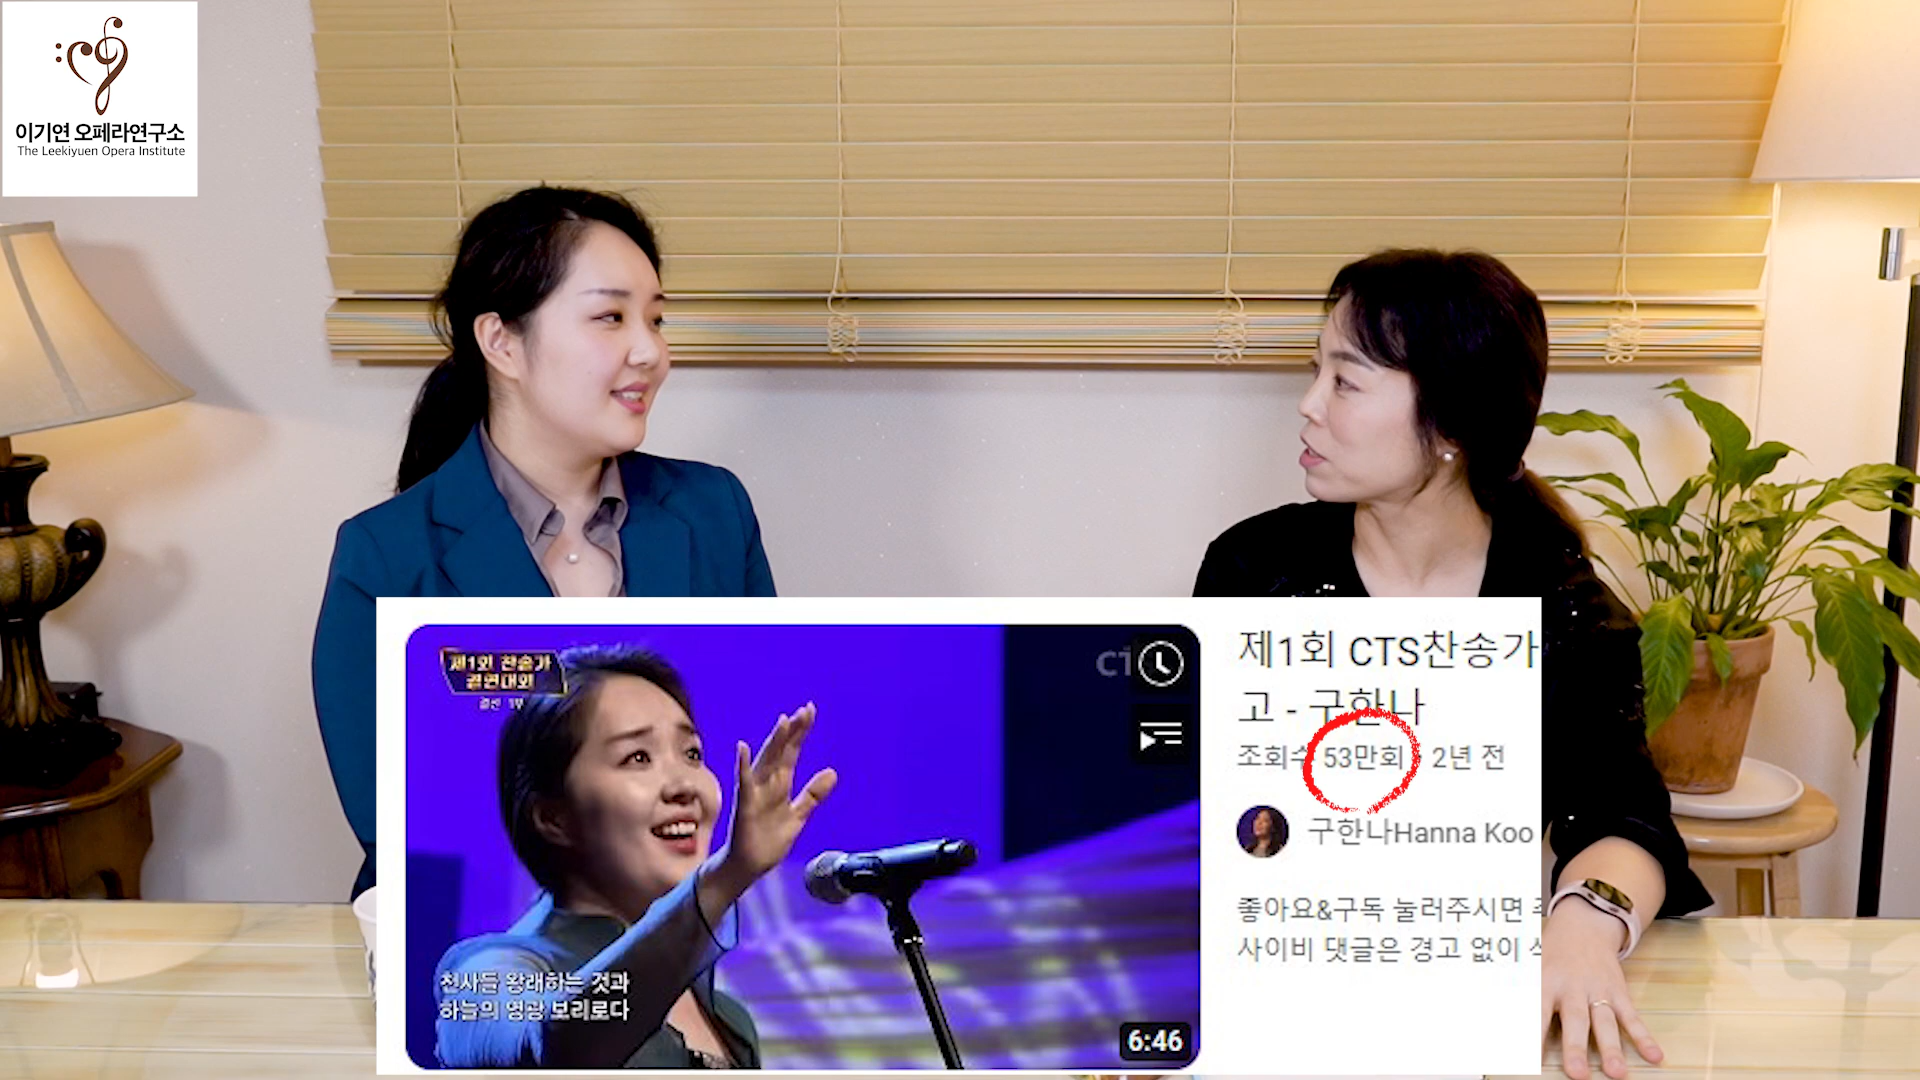 이기연 오페라연구소
The Leekiyuen Opera Institute
제1회 찬송가
경연대회
결선 1부
CTS
천사들 왕래하는 것과
하늘의 영광 보리로다
6:46
제1회 CTS찬송가
고 - 구한나
조회수 53만회 2년 전
구한나Hanna Koo
좋아요&구독 눌러주시면
사이비 댓글은 경고 없이